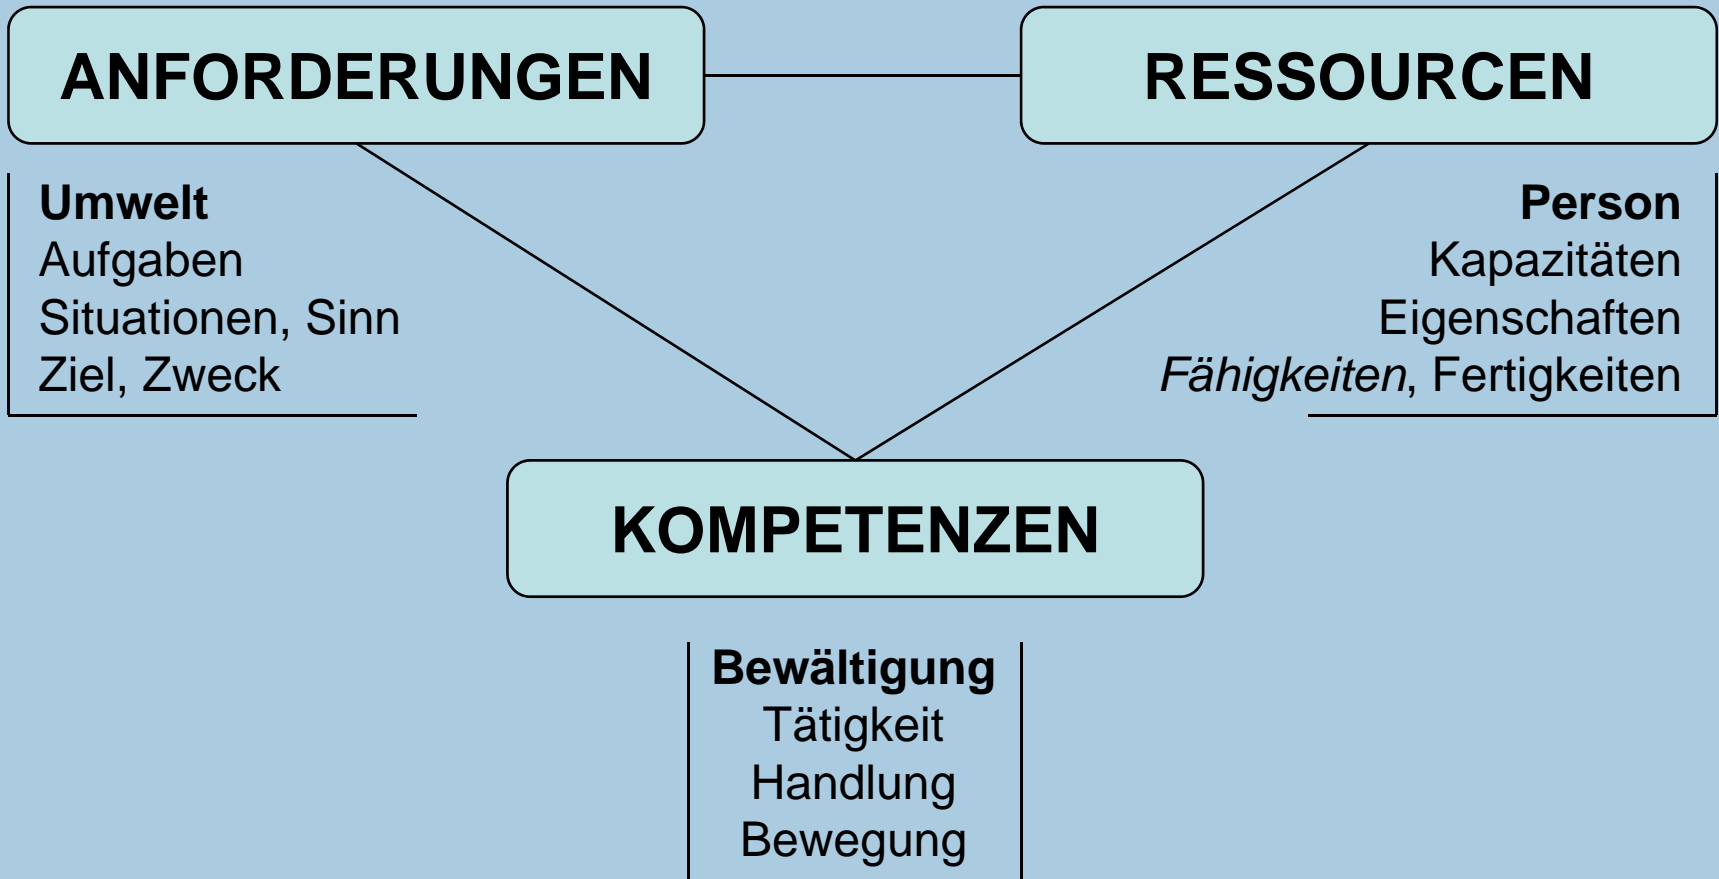 ANFORDERUNGEN
RESSOURCEN
Umwelt
Aufgaben
Situationen, Sinn
Ziel, Zweck
Person
Kapazitäten
Eigenschaften
Fähigkeiten, Fertigkeiten
KOMPETENZEN
Bewältigung
Tätigkeit
Handlung
Bewegung